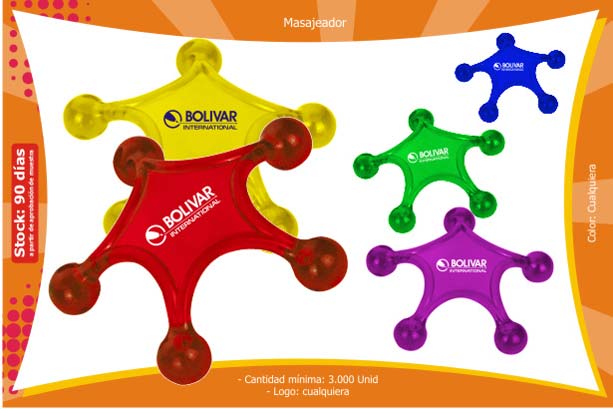 Masajeador
BOLIVAR
INTERNATIONAL
BOLIVAR
INTERNATIONAL
BOLIVAR
INTERNATIONAL
BOLIVAR
INTERNATIONAL
BOLIVAR
INTERNATIONAL
Stock: 90 días
a partir de aprobación de muestra
Color: Cualquiera
- Cantidad mínima: 3.000 Unid
- Logo: cualquiera